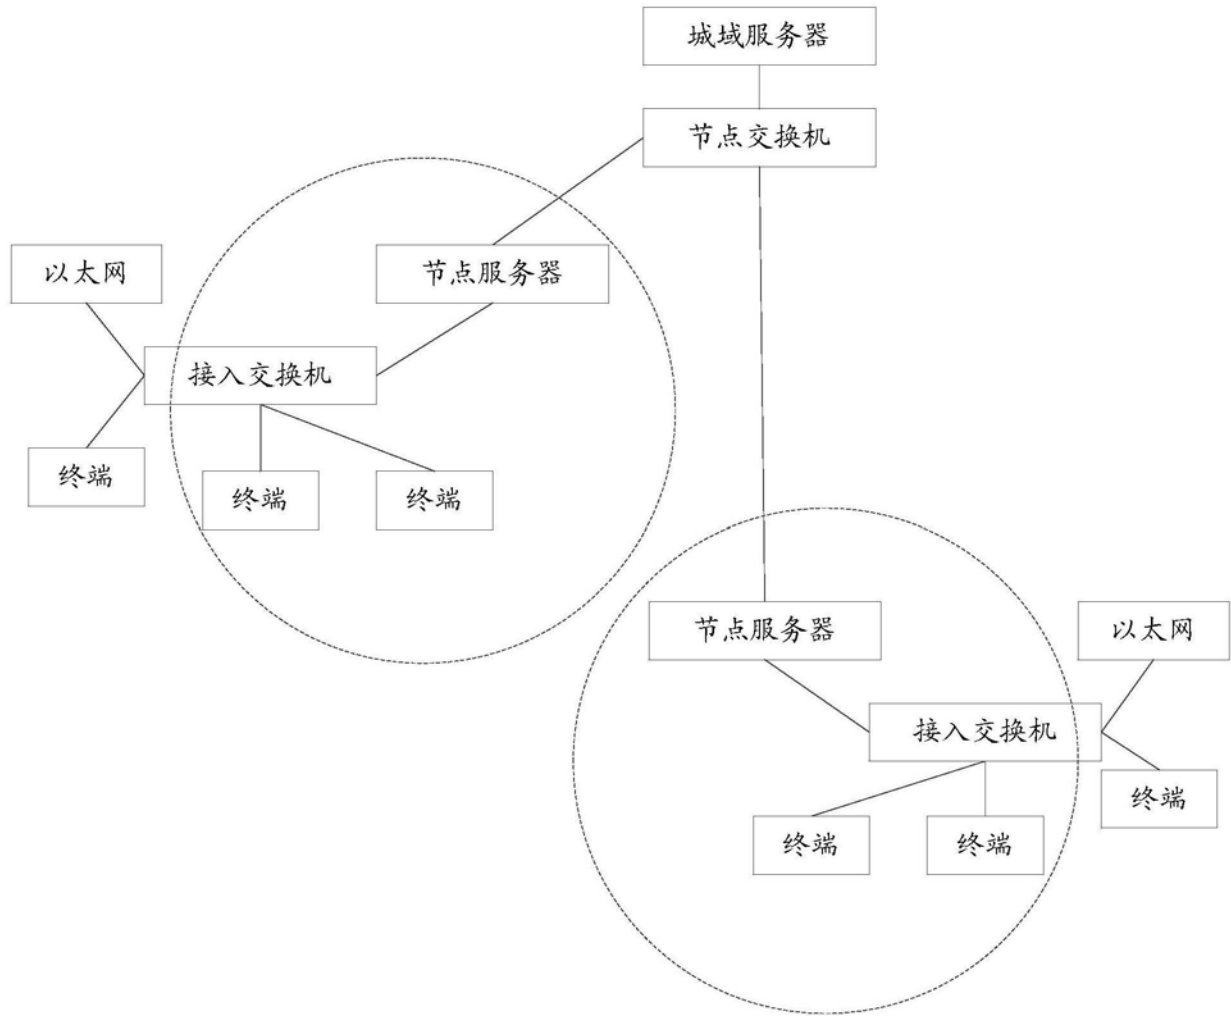 城域服务器
节点交换机
以太网
节点服务器
接入交换机
终端
终端
终端
节点服务器
以太网
接入交换机
终端
终端
终端